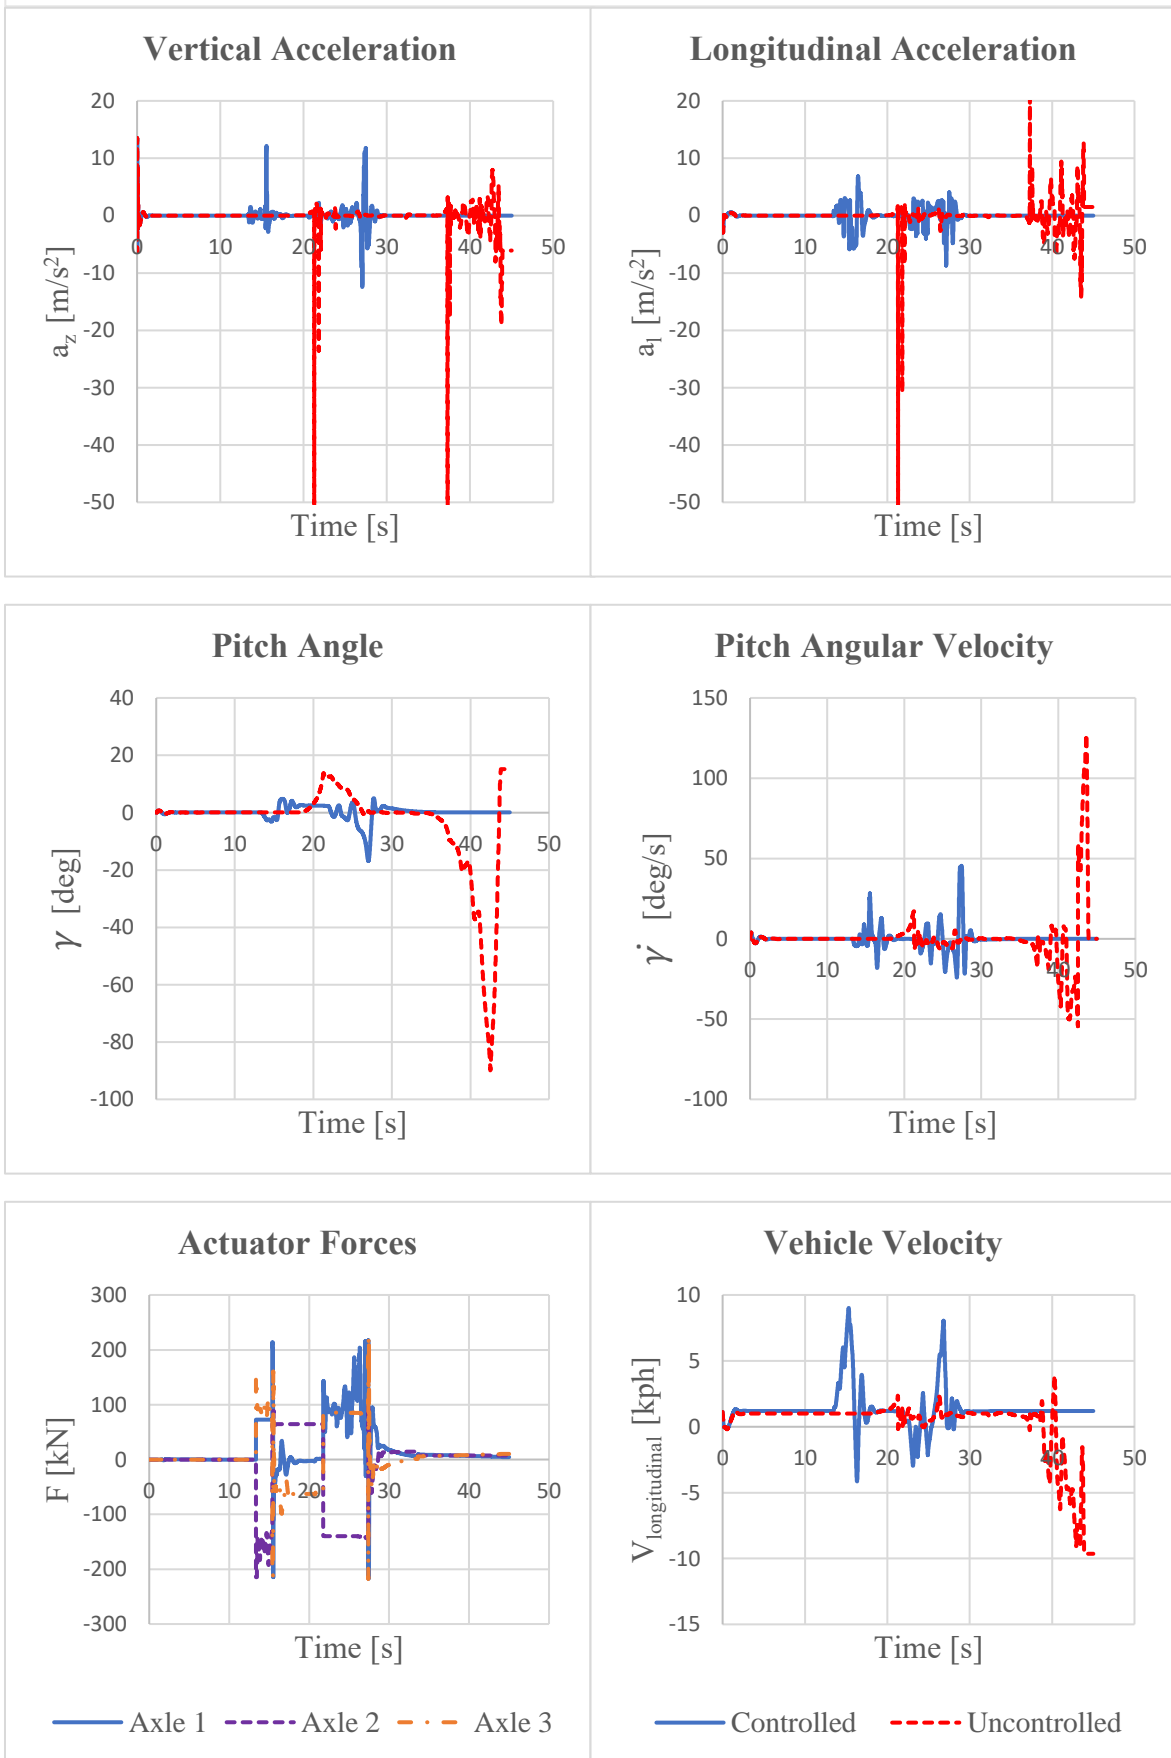 Vertical Acceleration
20
10
0
-10
-20
-30
-40
-50
0 10 20 30 40 50
a_z [m/s²]
Time [s]
Longitudinal Acceleration
20
10
0
-10
-20
-30
-40
-50
0 10 20 30 40 50
a_l [m/s²]
Time [s]
Pitch Angle
40
20
0
-20
-40
-60
-80
-100
0 10 20 30 40 50
γ [deg]
Time [s]
Pitch Angular Velocity
150
100
50
0
-50
-100
0 10 20 30 40 50
γ̇ [deg/s]
Time [s]
Actuator Forces
300
200
100
0
-100
-200
-300
0 10 20 30 40 50
F [kN]
Time [s]
Axle 1 Axle 2 Axle 3
Vehicle Velocity
10
5
0
-5
-10
-15
0 10 20 30 40 50
V_longitudinal [kph]
Time [s]
Controlled Uncontrolled